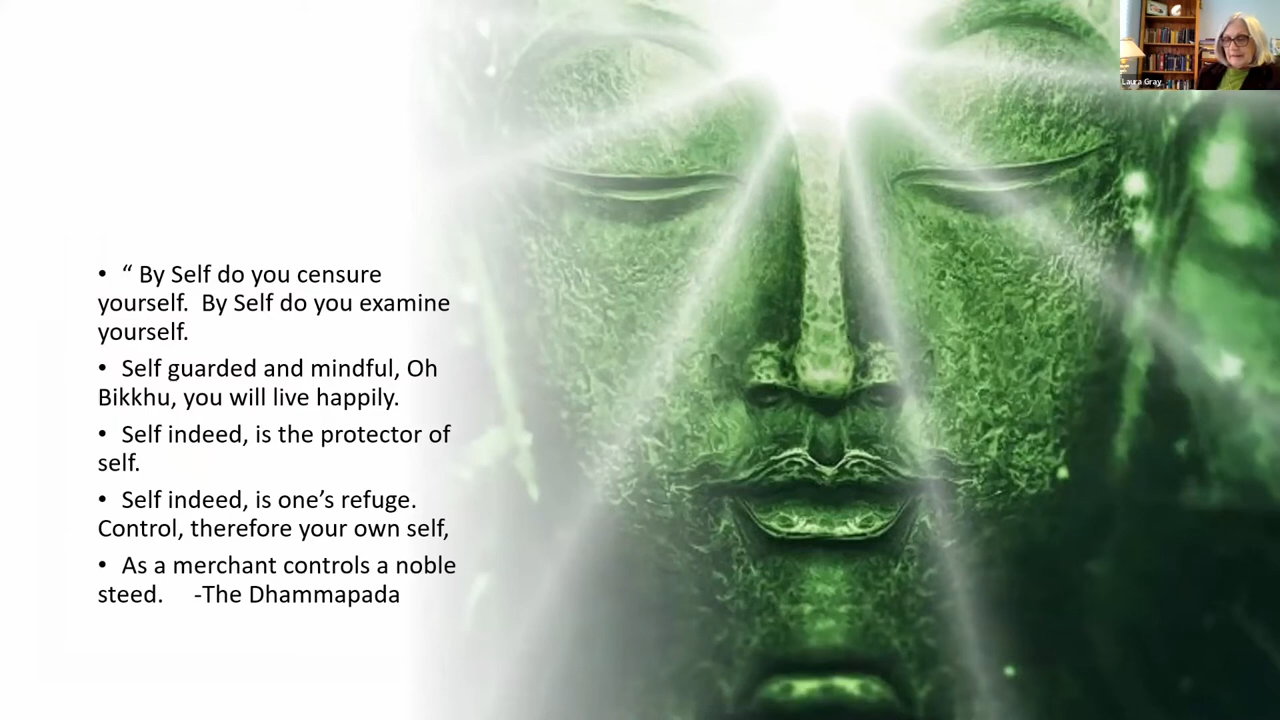 • “ By Self do you censure
yourself.  By Self do you examine
yourself.
• Self guarded and mindful, Oh
Bikkhu, you will live happily.
• Self indeed, is the protector of
self.
• Self indeed, is one’s refuge.
Control, therefore your own self,
• As a merchant controls a noble
steed.     -The Dhammapada
Laura Gray